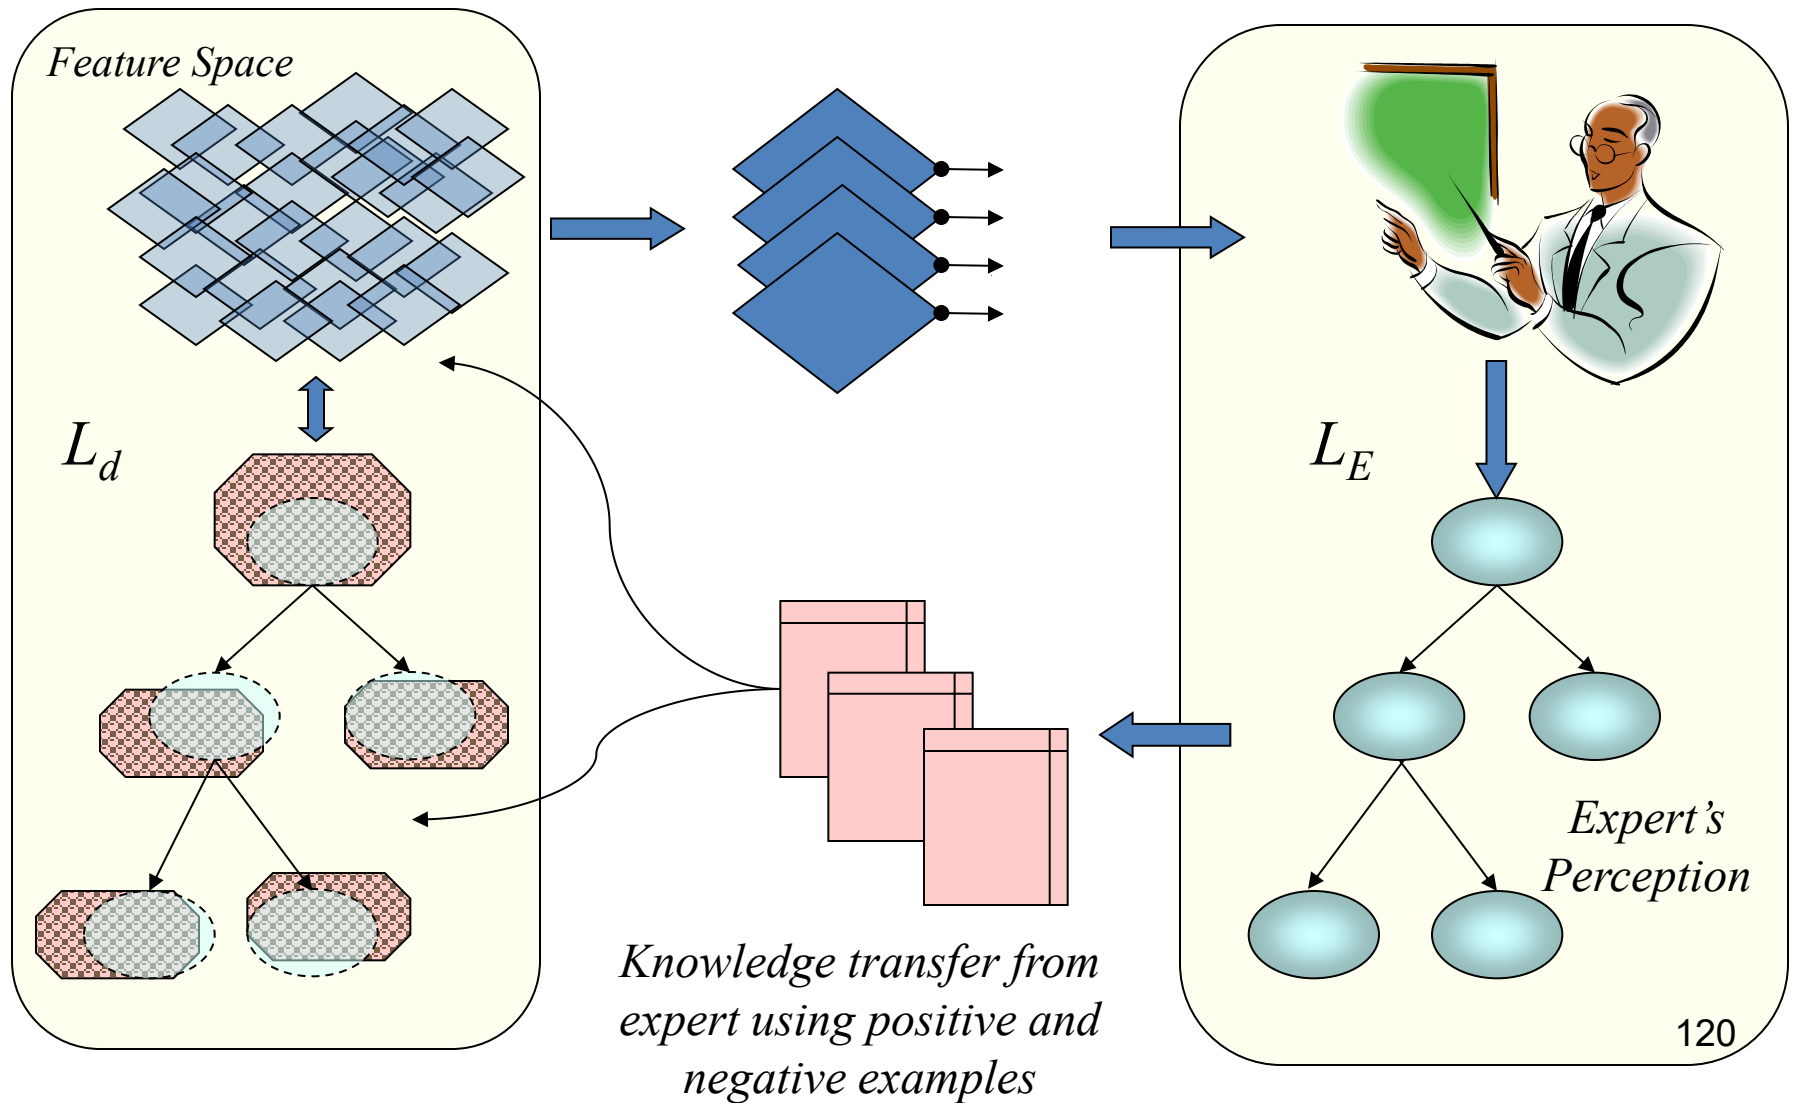 Feature Space
L_d
L_E
Expert’s
Perception
Knowledge transfer from
expert using positive and
negative examples
120